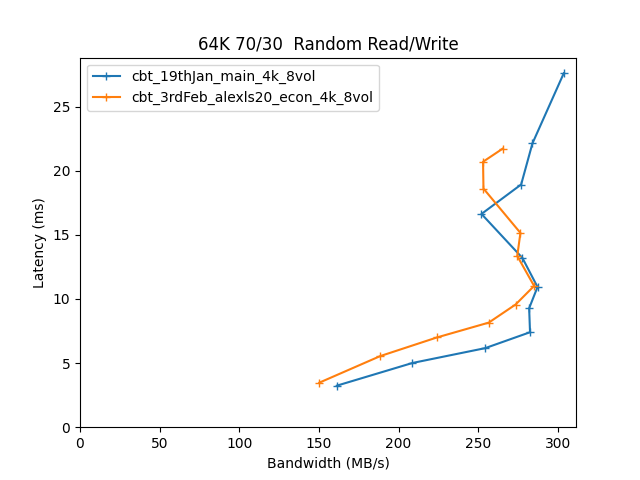 64K 70/30  Random Read/Write
cbt_19thJan_main_4k_8vol
cbt_3rdFeb_alexls20_econ_4k_8vol
25
20
15
10
5
0
Latency (ms)
0 50 100 150 200 250 300
Bandwidth (MB/s)